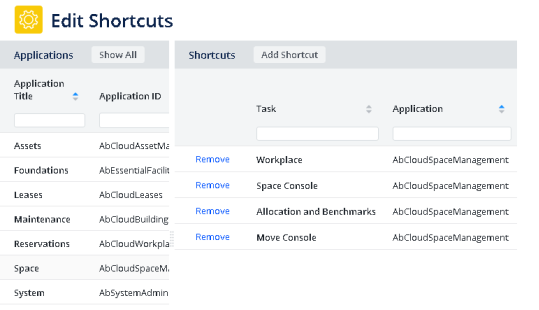 Edit Shortcuts
Applications Show All
Application Title Application ID
Assets AbCloudAssetMa
Foundations AbEssentialFacilit
Leases AbCloudLeases
Maintenance AbCloudBuilding
Reservations AbCloudWorkpla
Space AbCloudSpaceMa
System AbSystemAdmin
Shortcuts Add Shortcut
Task Application
Remove Workplace AbCloudSpaceManagement
Remove Space Console AbCloudSpaceManagement
Remove Allocation and Benchmarks AbCloudSpaceManagement
Remove Move Console AbCloudSpaceManagement